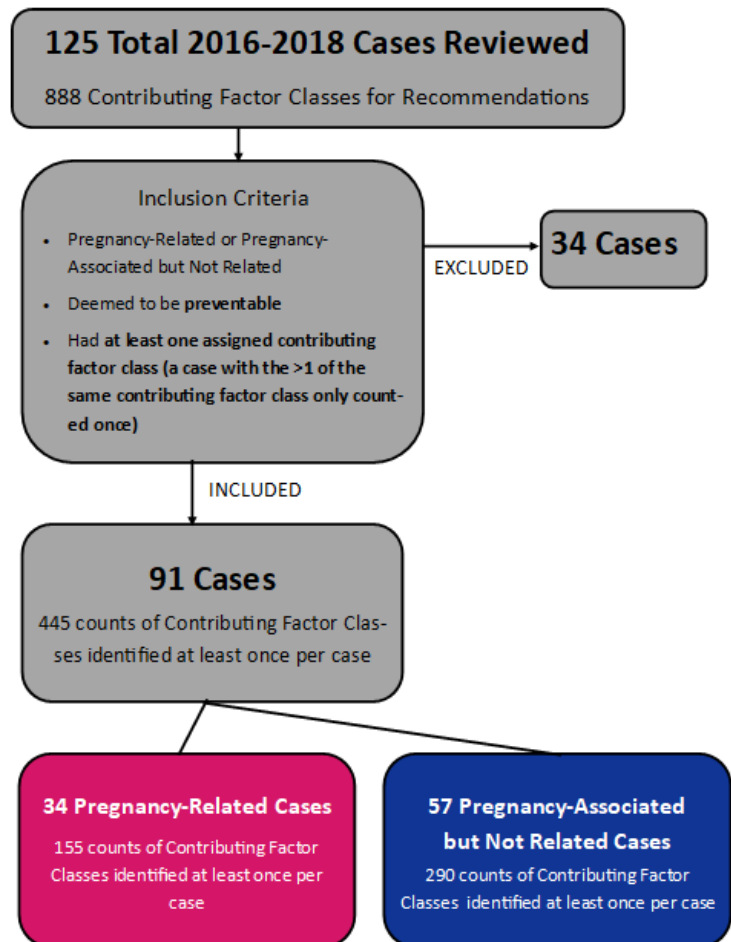 125 Total 2016-2018 Cases Reviewed
888 Contributing Factor Classes for Recommendations
Inclusion Criteria
• Pregnancy-Related or Pregnancy-
Associated but Not Related
• Deemed to be preventable
• Had at least one assigned contributing
factor class (a case with the >1 of the
same contributing factor class only count-
ed once)
EXCLUDED
34 Cases
INCLUDED
91 Cases
445 counts of Contributing Factor Clas-
ses identified at least once per case
34 Pregnancy-Related Cases
155 counts of Contributing Factor
Classes identified at least once per
case
57 Pregnancy-Associated
but Not Related Cases
290 counts of Contributing Factor
Classes identified at least once per case